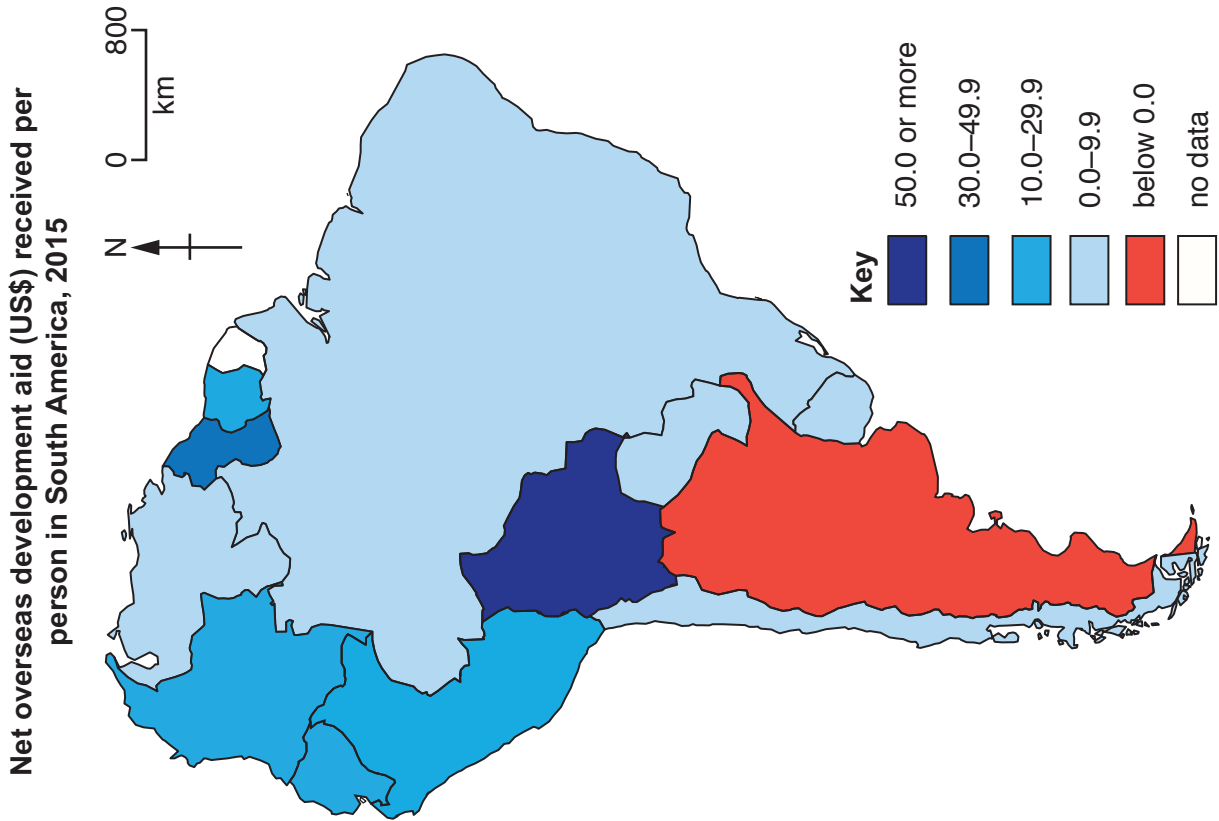 Net overseas development aid (US$) received per
person in South America, 2015
0 800
km
N
Key
50.0 or more
30.0–49.9
10.0–29.9
0.0–9.9
below 0.0
no data